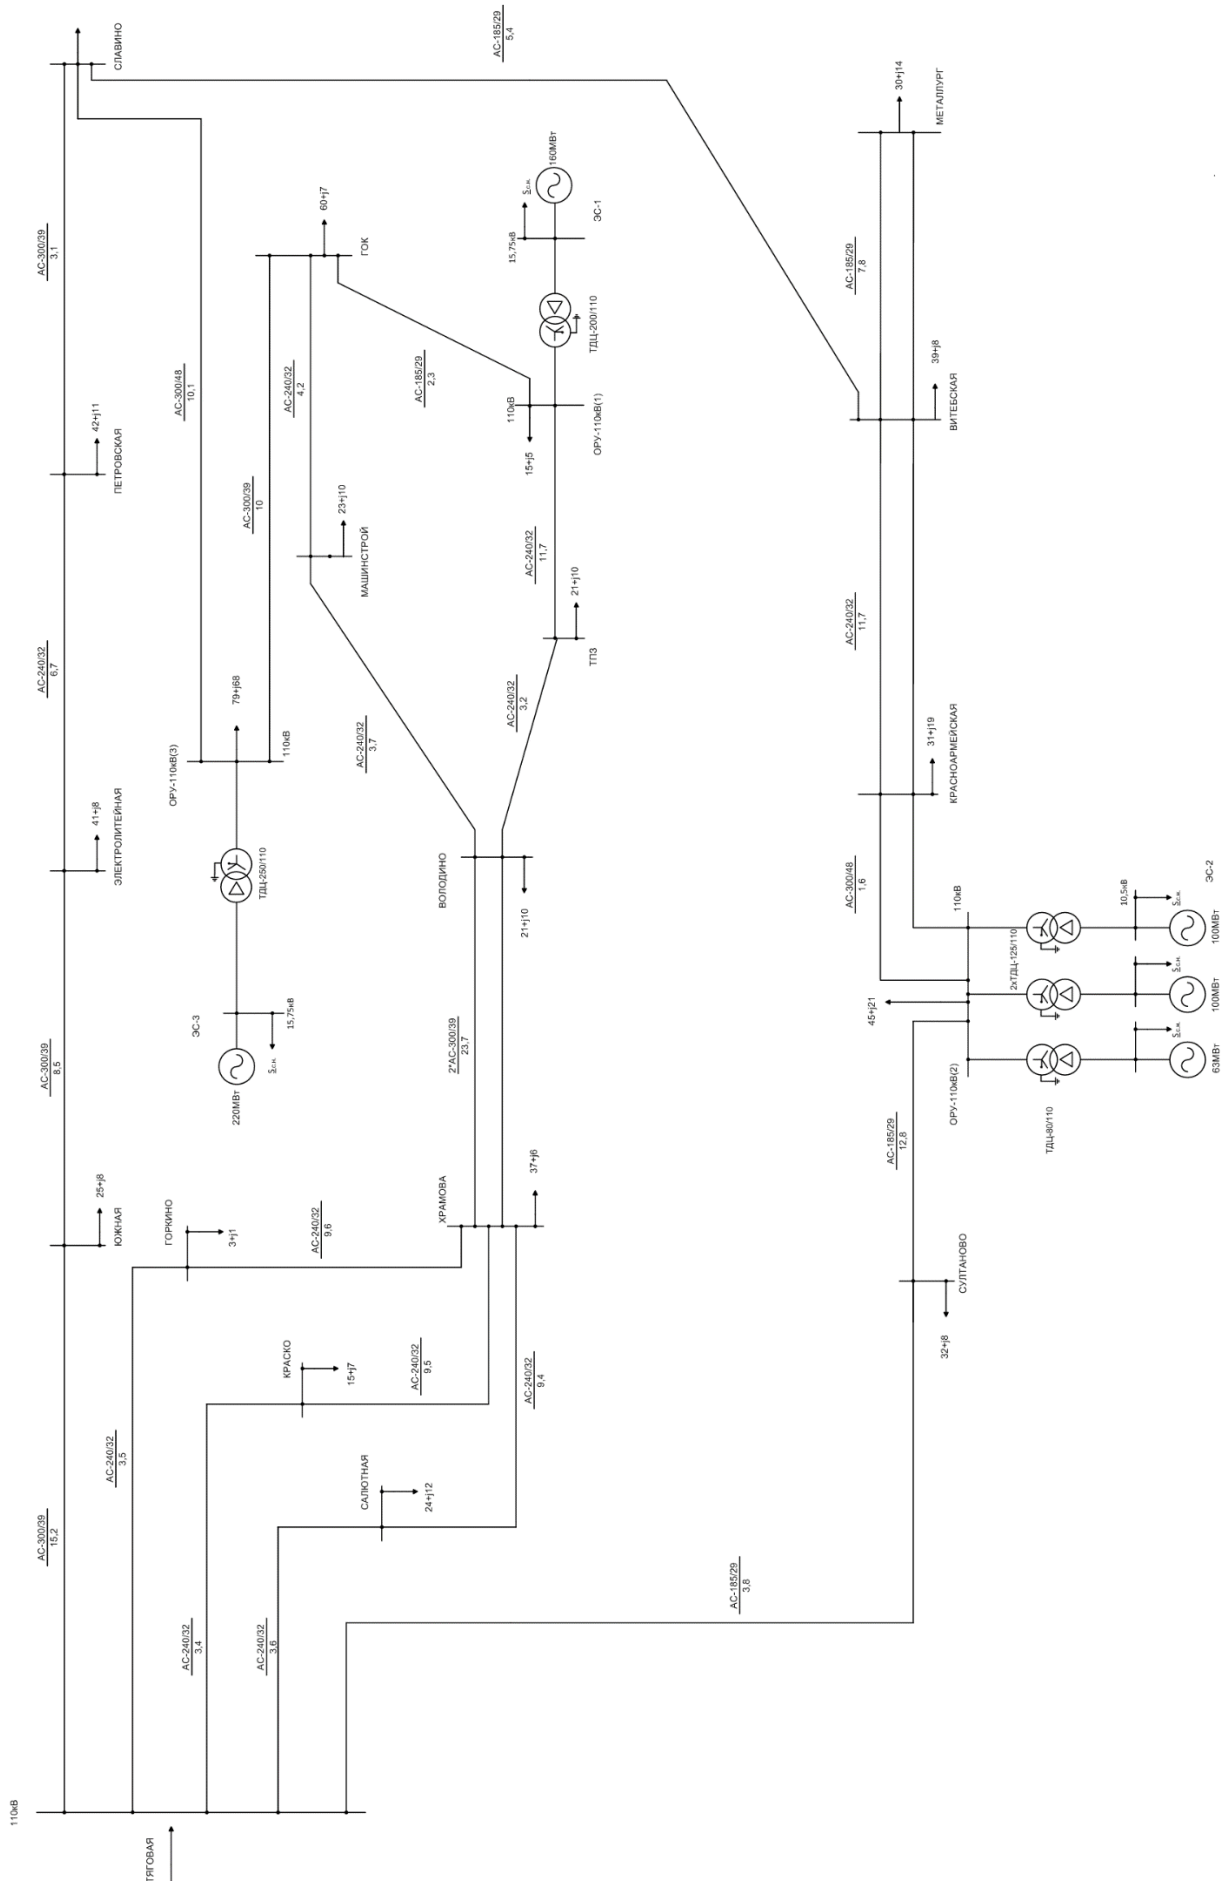 СЛАВИНО
АС-185/29
5,4
АС-300/39
3,1
МЕТАЛЛУРГ
30+j14
160МВт
Sс.н.
15,75кВ
ЭС-1
60+j7
ГОК
АС-185/29
7,8
ТДЦ-200/110
39+j8
ВИТЕБСКАЯ
АС-300/48
10,1
АС-240/32
4,2
АС-185/29
2,3
110кВ
15+j5
ОРУ-110кВ(1)
42+j11
ПЕТРОВСКАЯ
АС-300/39
10
23+j10
МАШИНСТРОЙ
АС-240/32
11,7
21+j10
ТПЗ
АС-240/32
11,7
АС-240/32
6,7
79+j68
ОРУ-110кВ(3)
110кВ
АС-240/32
3,7
АС-240/32
3,2
31+j19
КРАСНОАРМЕЙСКАЯ
41+j8
ЭЛЕКТРОЛИТЕЙНАЯ
ТДЦ-250/110
ВОЛОДИНО
21+j10
АС-300/48
1,6
110кВ
ЭС-2
10,5кВ
Sс.н.
100МВт
2хТДЦ-125/110
45+j21
Sс.н.
100МВт
ЭС-3
15,75кВ
Sс.н.
220МВт
АС-300/39
8,5
2*АС-300/39
23,7
Sс.н.
63МВт
ОРУ-110кВ(2)
ТДЦ-80/110
АС-185/29
12,8
25+j8
ЮЖНАЯ
ГОРКИНО
3+j1
АС-240/32
9,6
ХРАМОВА
37+j6
СУЛТАНОВО
32+j8
КРАСКО
15+j7
АС-240/32
9,5
АС-240/32
9,4
АС-240/32
3,5
САЛЮТНАЯ
24+j12
АС-300/39
15,2
АС-185/29
3,8
АС-240/32
3,4
АС-240/32
3,6
110кВ
ТЯГОВАЯ